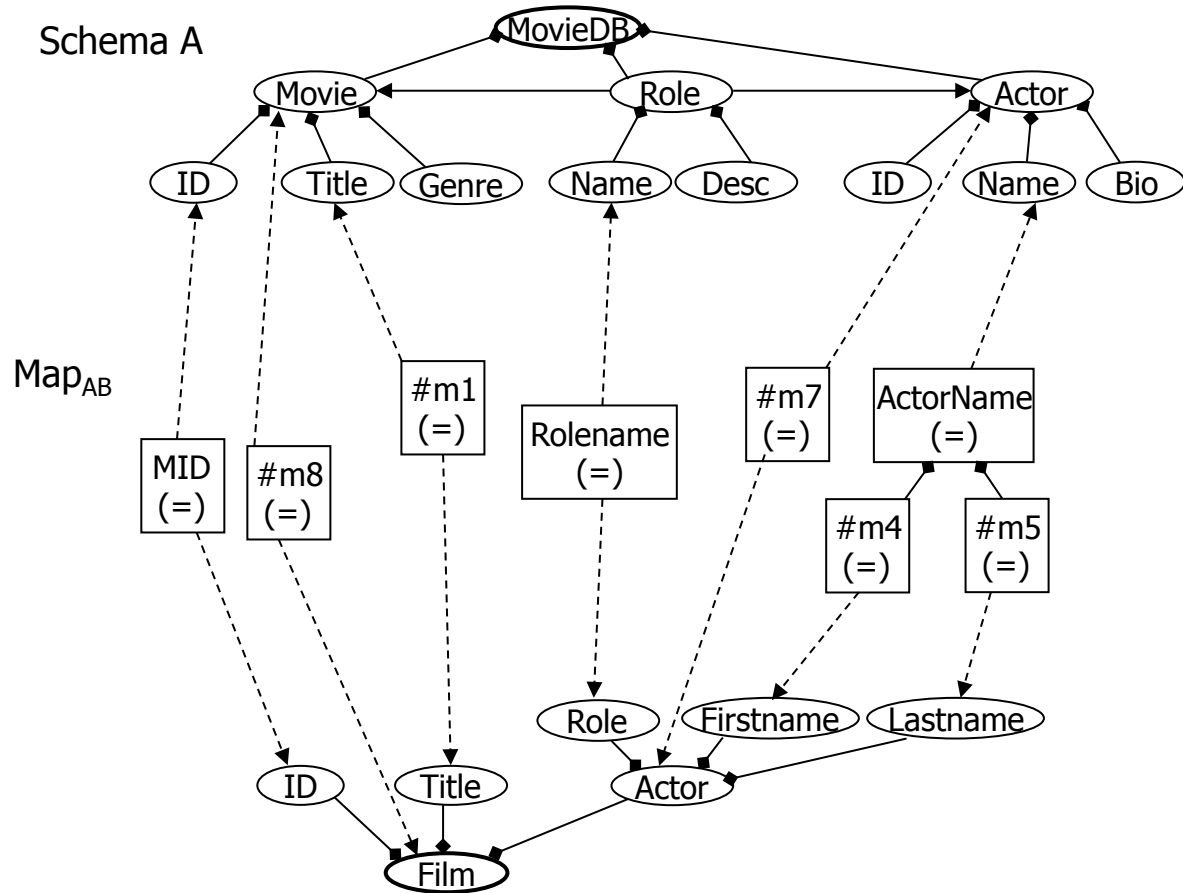 Schema A
MovieDB
Movie
Role
Actor
ID
Title
Genre
Name
Desc
ID
Name
Bio
Map_AB
MID
(=)
#m8
(=)
#m1
(=)
Rolename
(=)
#m7
(=)
ActorName
(=)
#m4
(=)
#m5
(=)
Role
Firstname
Lastname
ID
Title
Actor
Film